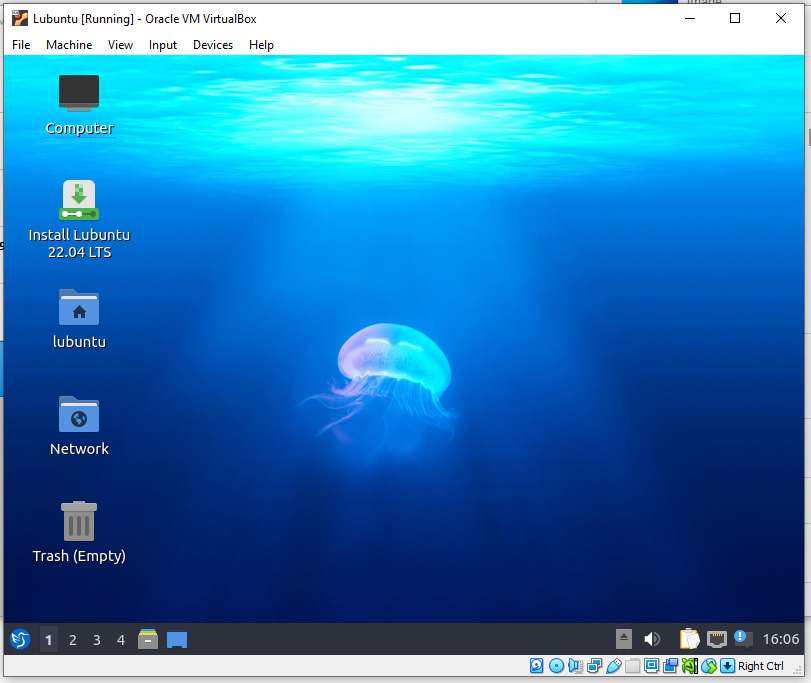 Lubuntu [Running] - Oracle VM VirtualBox
File Machine View Input Devices Help
Computer
Install Lubuntu
22.04 LTS
lubuntu
Network
Trash (Empty)
1 2 3 4
16:06
Right Ctrl